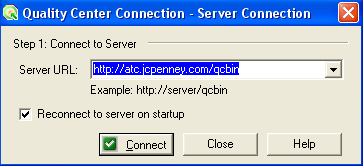 Quality Center Connection - Server Connection
Step 1: Connect to Server
Server URL: http://atc.jcpenney.com/qcbin
Example: http://server/qcbin
Reconnect to server on startup
Connect Close Help